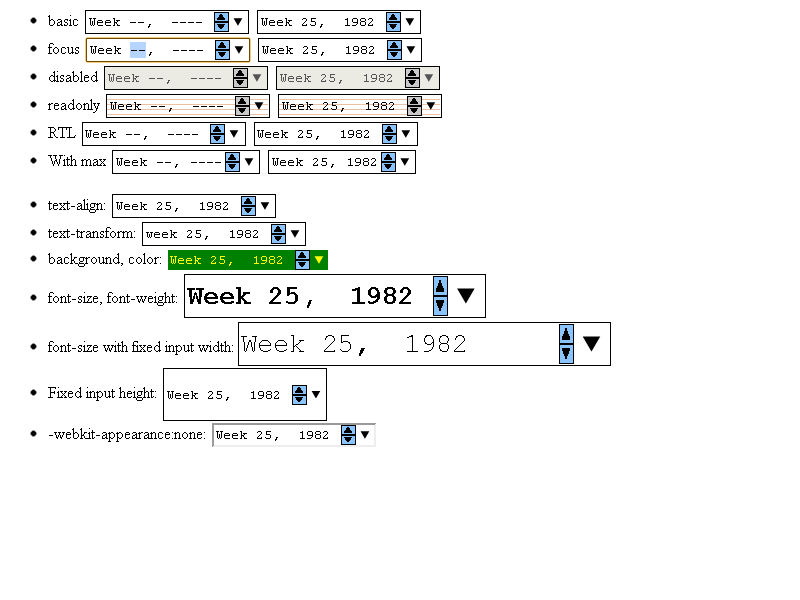 basic Week --, ---- Week 25, 1982
focus Week --, ---- Week 25, 1982
disabled Week --, ---- Week 25, 1982
readonly Week --, ---- Week 25, 1982
RTL Week --, ---- Week 25, 1982
With max Week --, ---- Week 25, 1982
text-align: Week 25, 1982
text-transform: week 25, 1982
background, color: Week 25, 1982
font-size, font-weight: Week 25, 1982
font-size with fixed input width: Week 25, 1982
Fixed input height: Week 25, 1982
-webkit-appearance:none: Week 25, 1982